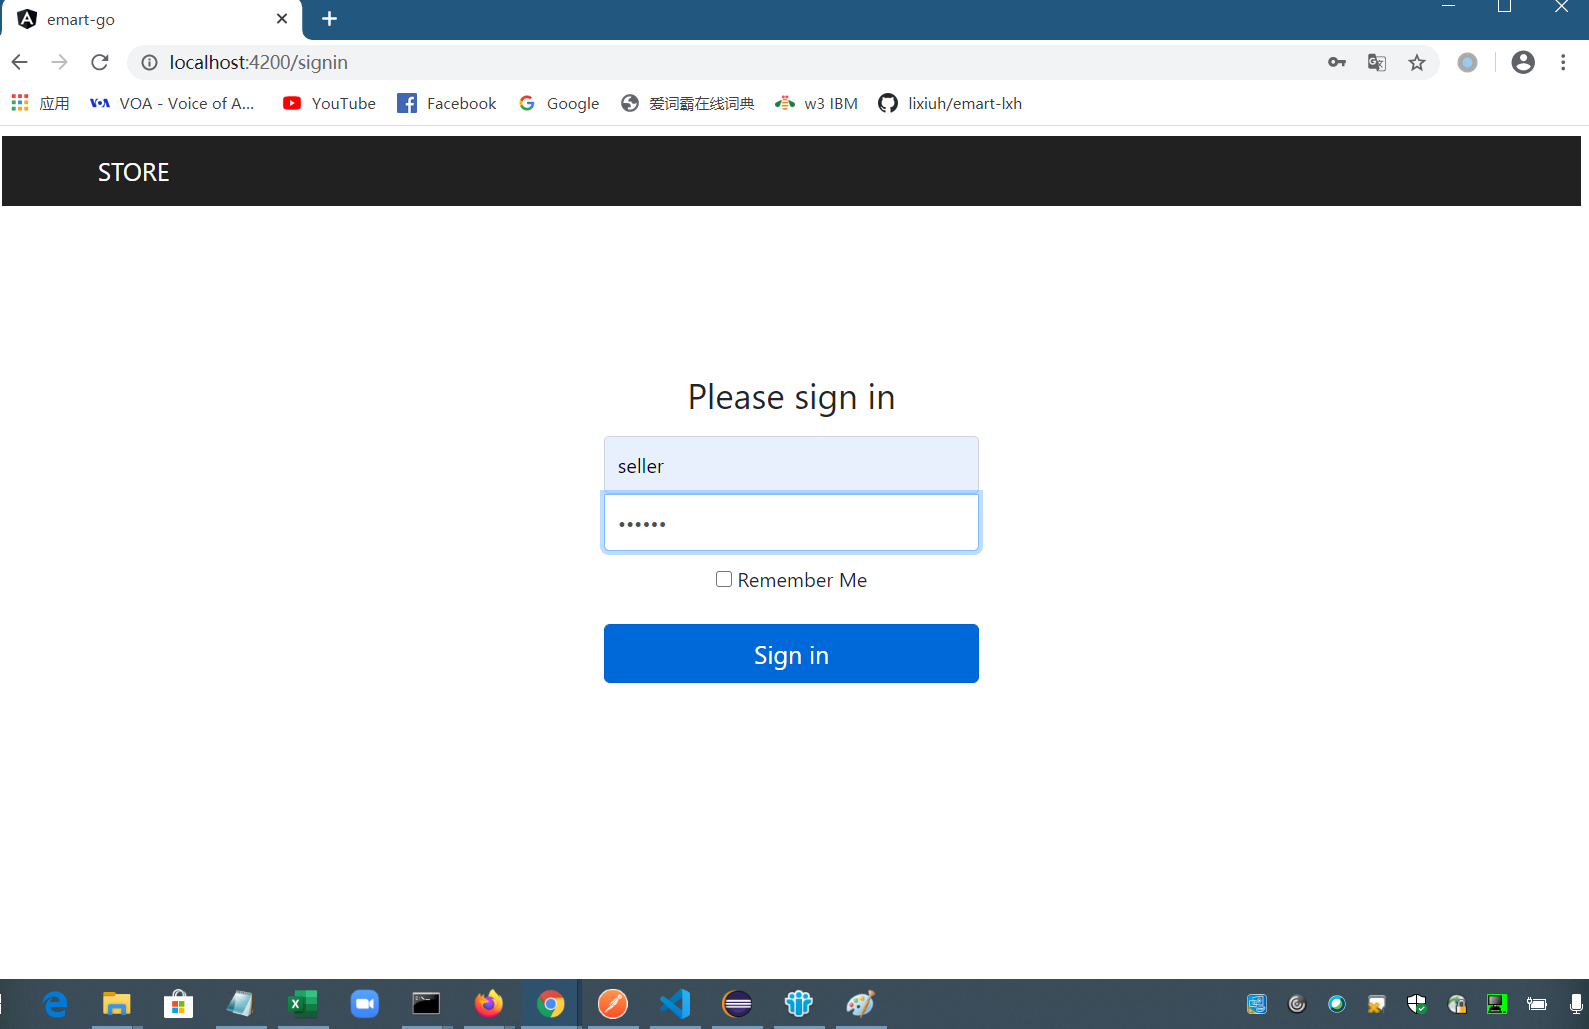 emart-go
localhost:4200/signin
应用 VOA - Voice of A... YouTube Facebook Google 爱词霸在线词典 w3 IBM lixiuh/emart-lxh
STORE
Please sign in
seller
••••••
Remember Me
Sign in